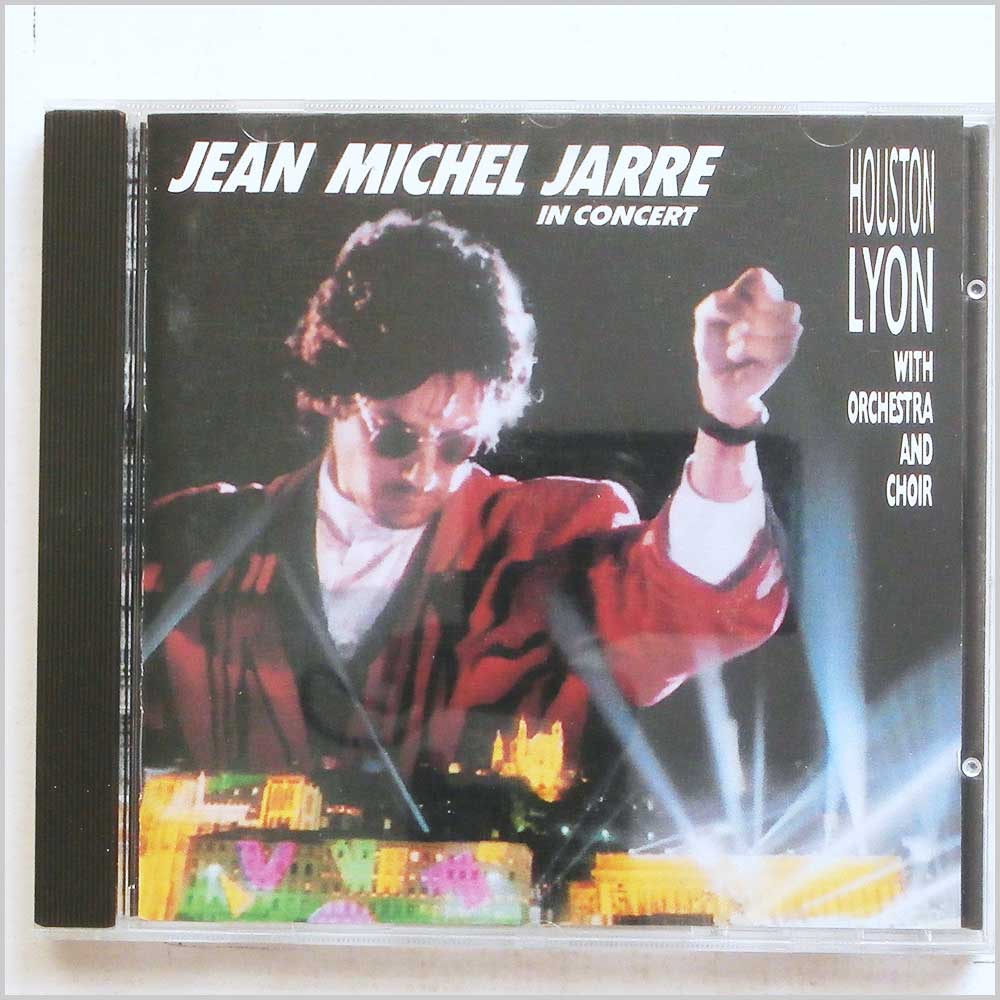 JEAN MICHEL JARRE
IN CONCERT
HOUSTON
LYON
WITH
ORCHESTRA
AND
CHOIR